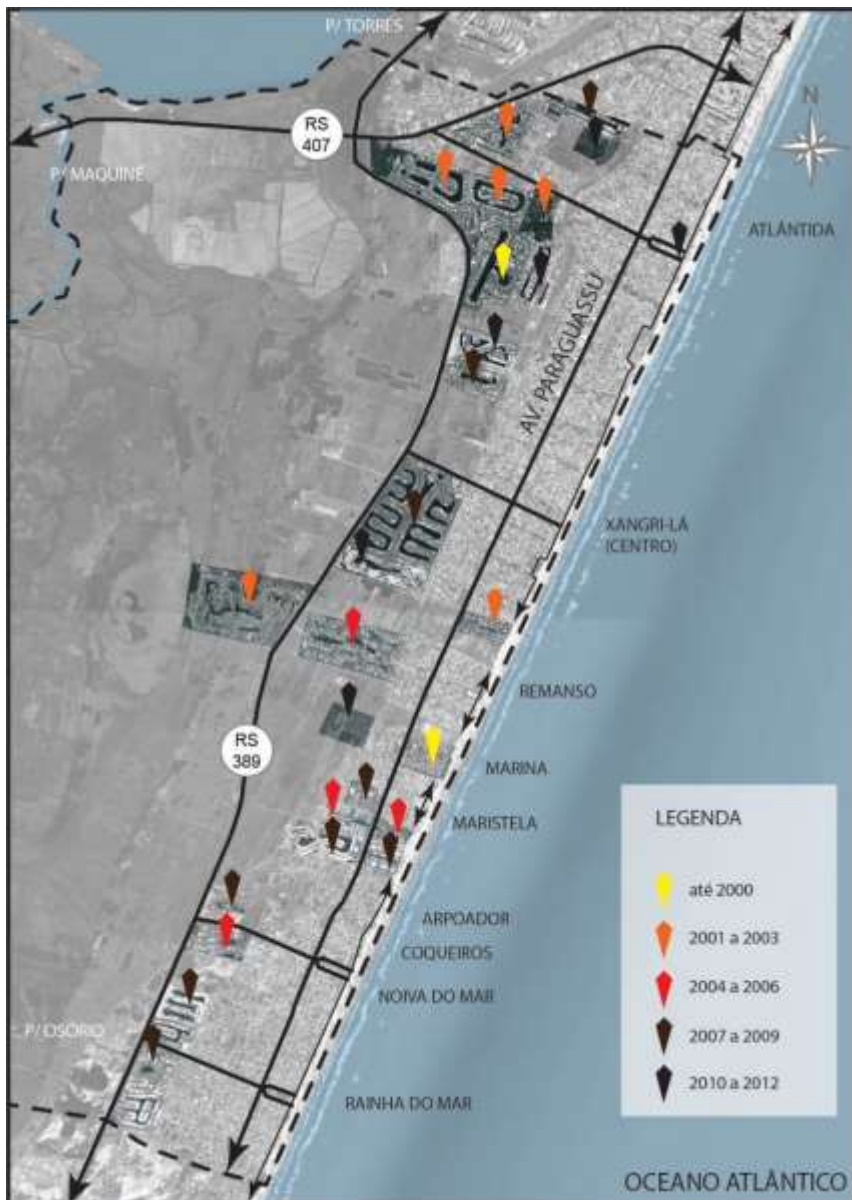 P/ TORRES
RS
407
N
P/ MAQUINÉ
ATLÂNTIDA
AV. PARAGUASSU
XANGRI-LÁ
(CENTRO)
REMANSO
RS
389
MARINA
MARISTELA
LEGENDA
até 2000
2001 a 2003
2004 a 2006
2007 a 2009
2010 a 2012
ARPOADOR
COQUEIROS
NOIVA DO MAR
P/ OSÓRIO
RAINHA DO MAR
OCEANO ATLÂNTICO